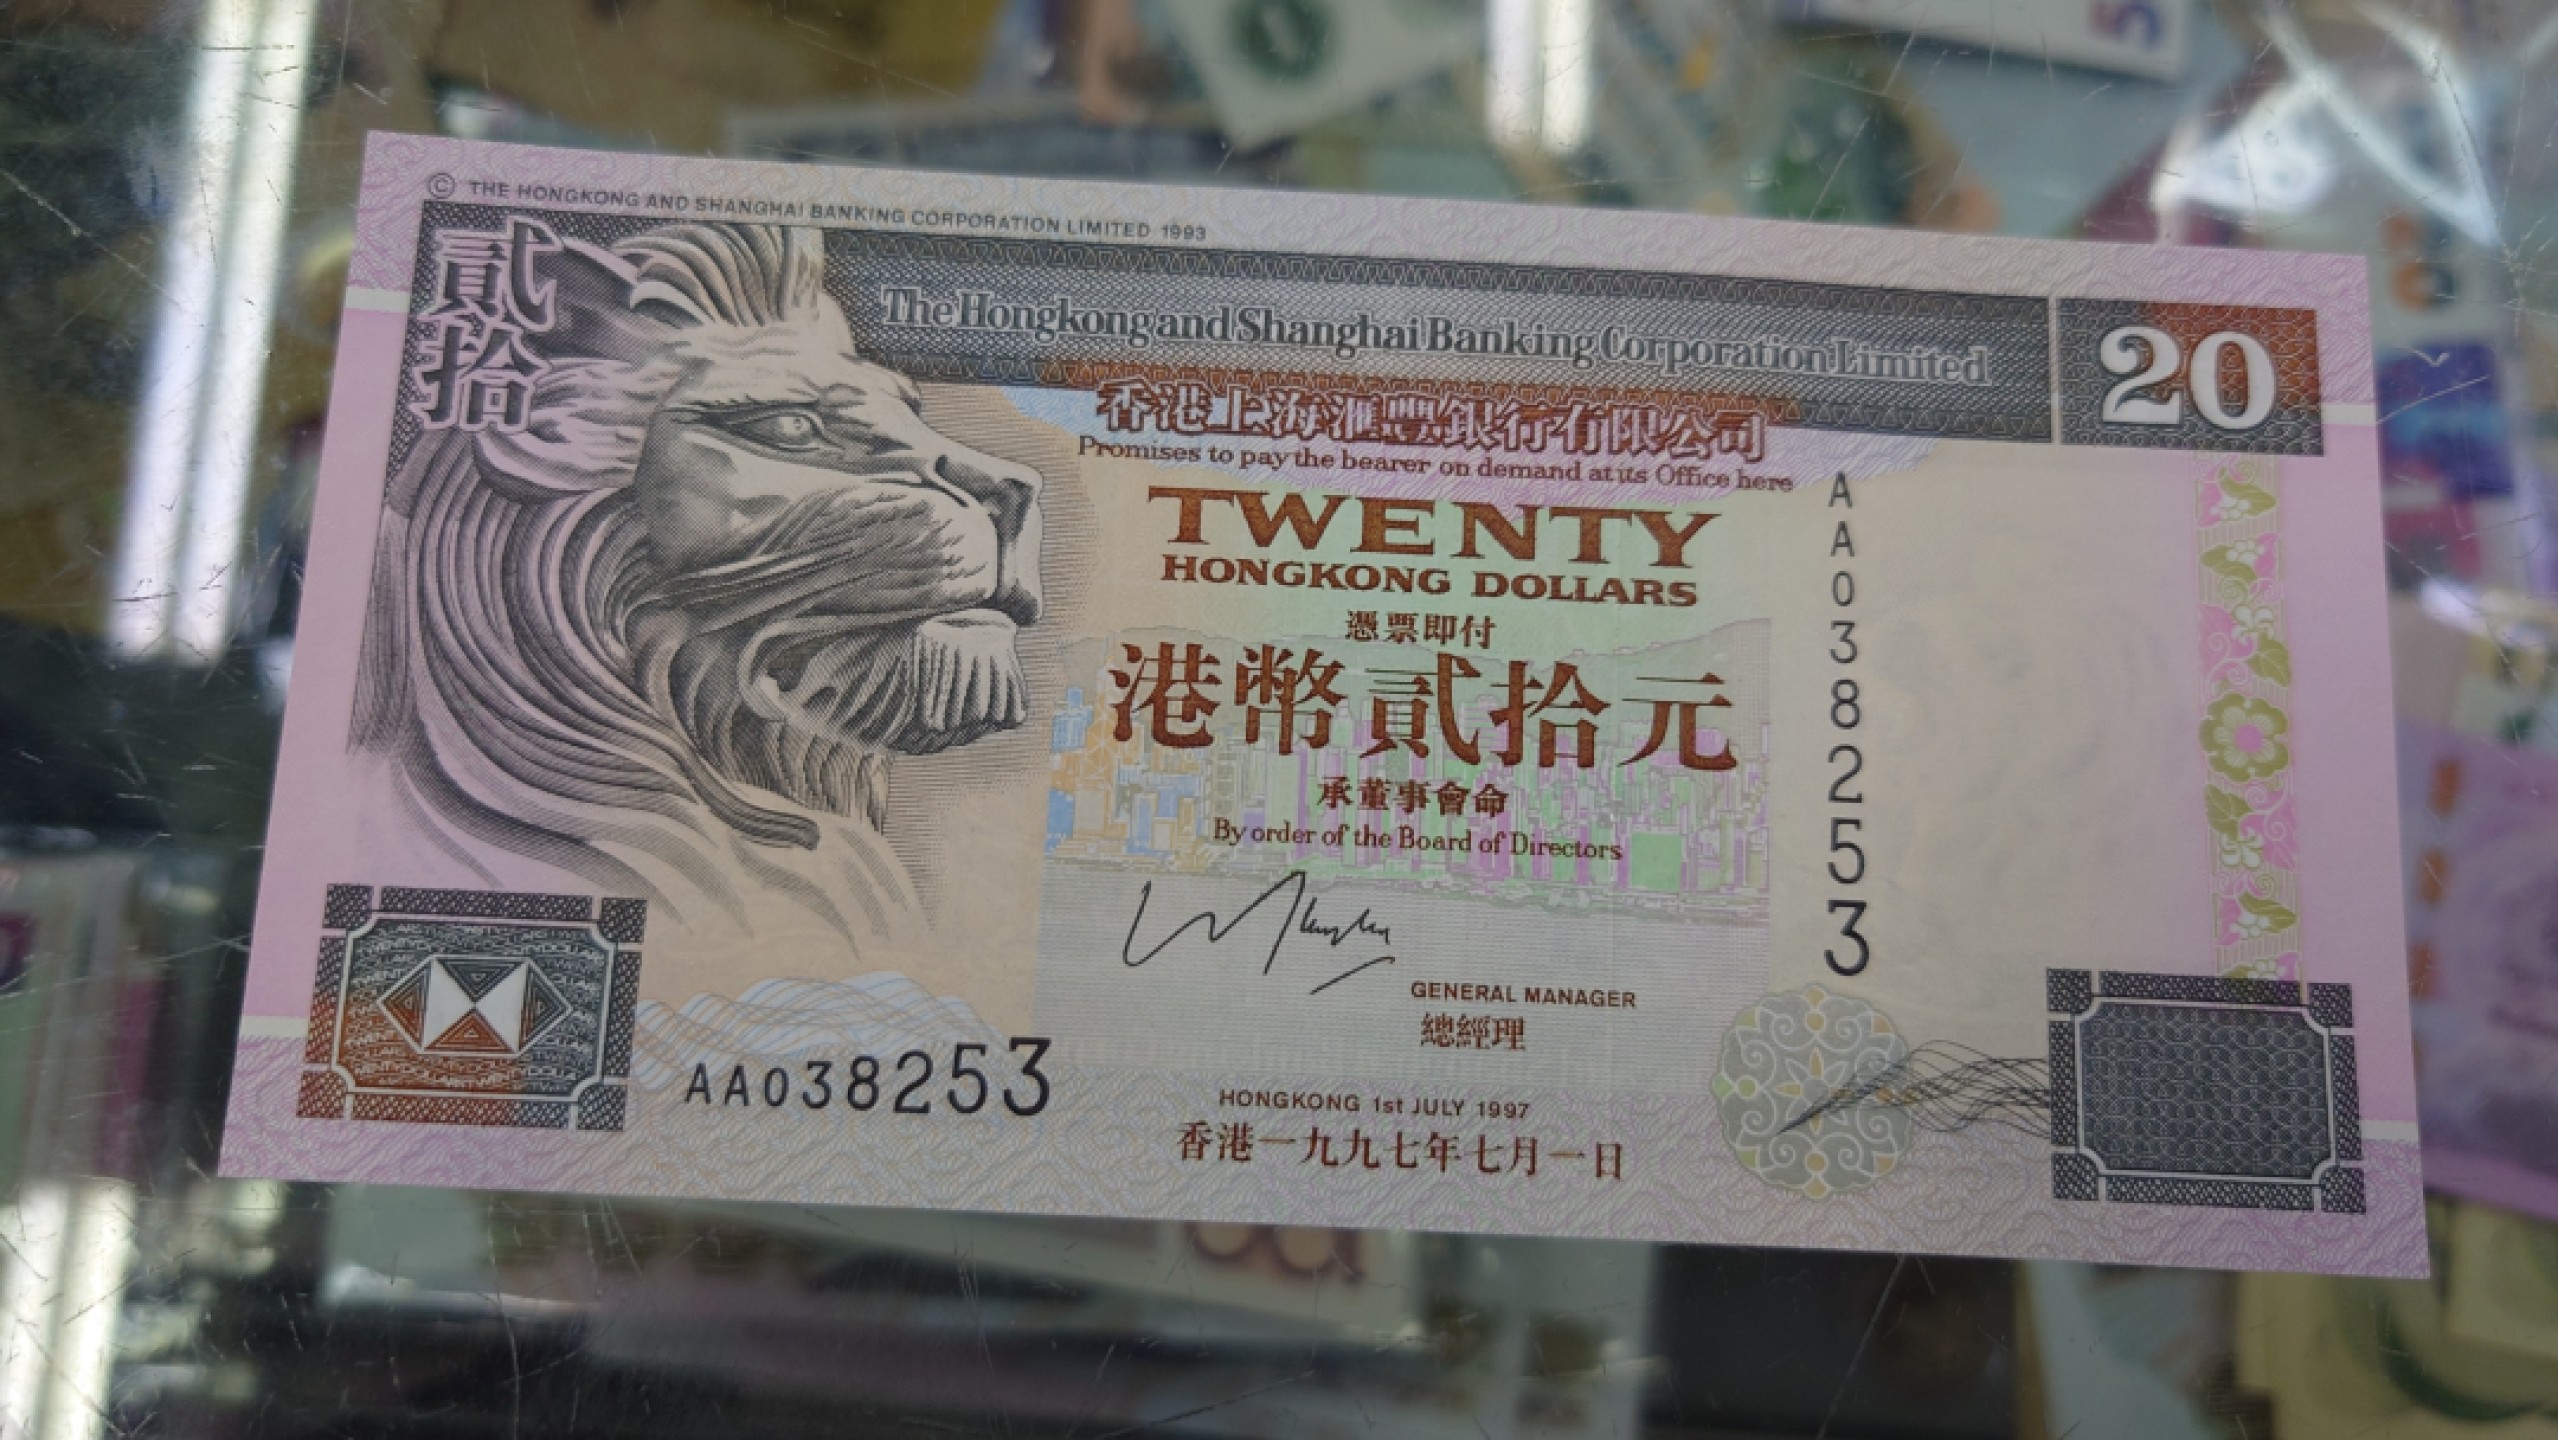 © THE HONGKONG AND SHANGHAI BANKING CORPORATION LIMITED 1993
貳拾
The Hongkong and Shanghai Banking Corporation Limited
20
香港上海滙豐銀行有限公司
Promises to pay the bearer on demand at its Office here
TWENTY
HONGKONG DOLLARS
憑票即付
港幣貳拾元
承董事會命
By order of the Board of Directors
AA038253
GENERAL MANAGER
總經理
AA038253
HONGKONG 1st JULY 1997
香港一九九七年七月一日
5